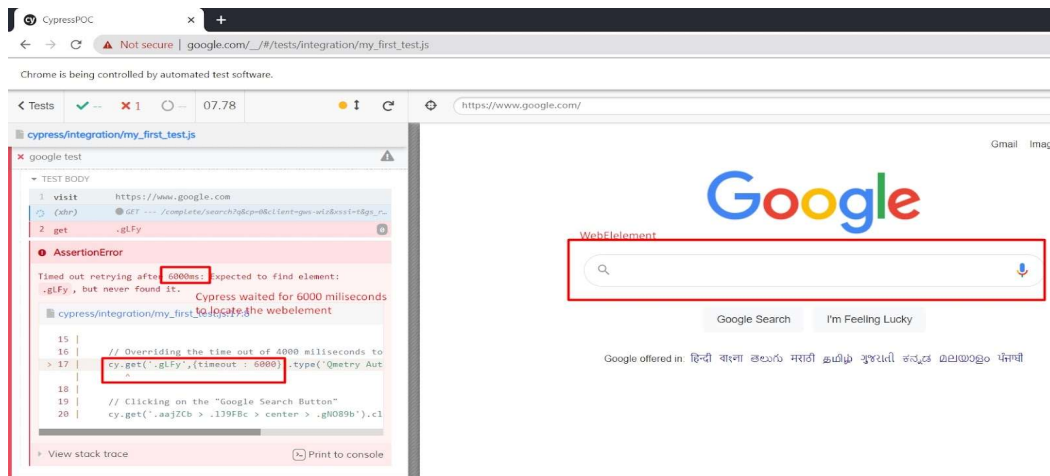 CypressPOC
Not secure | google.com/__/#/tests/integration/my_first_test.js
Chrome is being controlled by automated test software.
Tests -- 1 -- 07.78 https://www.google.com/
cypress/integration/my_first_test.js
google test
TEST BODY
1 visit https://www.google.com
(xhr) GET --- /complete/search?q&cp=0&client=gws-wiz&xssi=t&gs_r…
2 get .gLFy 0
AssertionError
Timed out retrying after 6000ms: Expected to find element:
.gLFy , but never found it.
Cypress waited for 6000 miliseconds
to locate the webelement
cypress/integration/my_first_test.js:17:8
15 |
16 | // Overriding the time out of 4000 miliseconds to
> 17 | cy.get('.gLFy',{timeout : 6000}).type('Qmetry Aut
| ^
18 |
19 | // Clicking on the "Google Search Button"
20 | cy.get('.aajZCb > .lJ9FBc > center > .gNO89b').cl
View stack trace Print to console
Gmail Imag
Google
WebElelement
Google Search I'm Feeling Lucky
Google offered in: हिन्दी বাংলা తెలుగు मराठी தமிழ் ગુજરાતી ಕನ್ನಡ മലയാളം ਪੰਜਾਬੀ